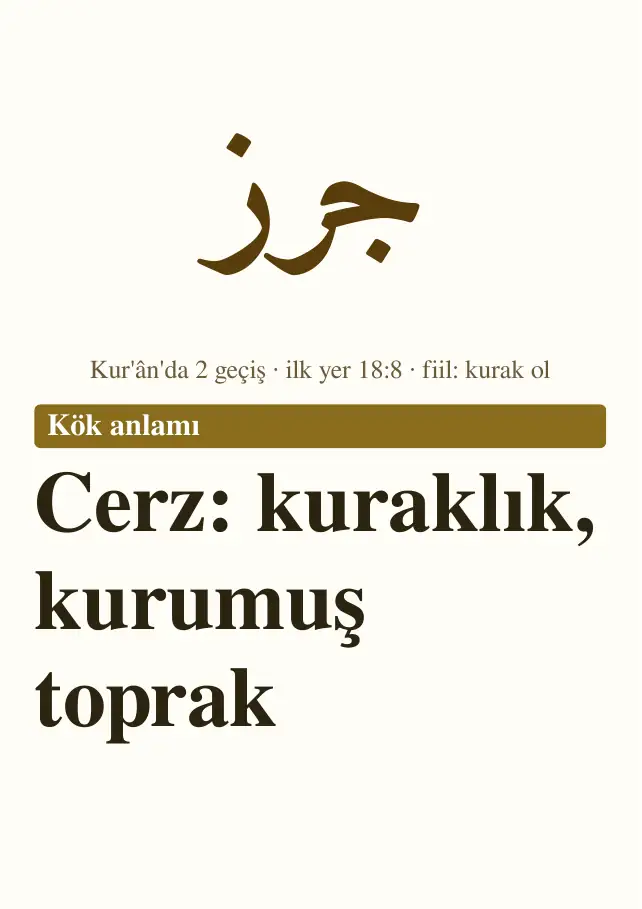 جرز
Kur'ân'da 2 geçiş · ilk yer 18:8 · fiil: kurak ol
Kök anlamı
Cerz: kuraklık,
kurumuş
toprak